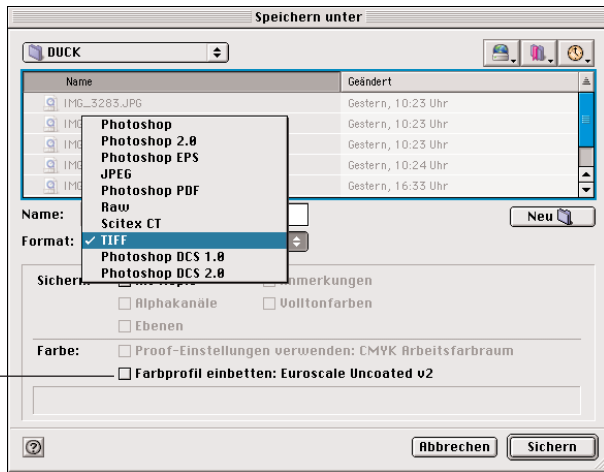 Speichern unter
DUCK
Name Geändert
IMG_3283.JPG Gestern, 10:23 Uhr
IMG Gestern, 10:23 Uhr
IMG Gestern, 10:23 Uhr
IMG Gestern, 10:24 Uhr
IMG Gestern, 16:33 Uhr
Photoshop
Photoshop 2.0
Photoshop EPS
JPEG
Photoshop PDF
Raw
Scitex CT
TIFF
Photoshop DCS 1.0
Photoshop DCS 2.0
Name: Neu
Format:
Sichern: Anmerkungen
Alphakanäle Volltonfarben
Ebenen
Farbe: Proof-Einstellungen verwenden: CMYK Arbeitsfarbraum
Farbprofil einbetten: Euroscale Uncoated v2
? Abbrechen Sichern